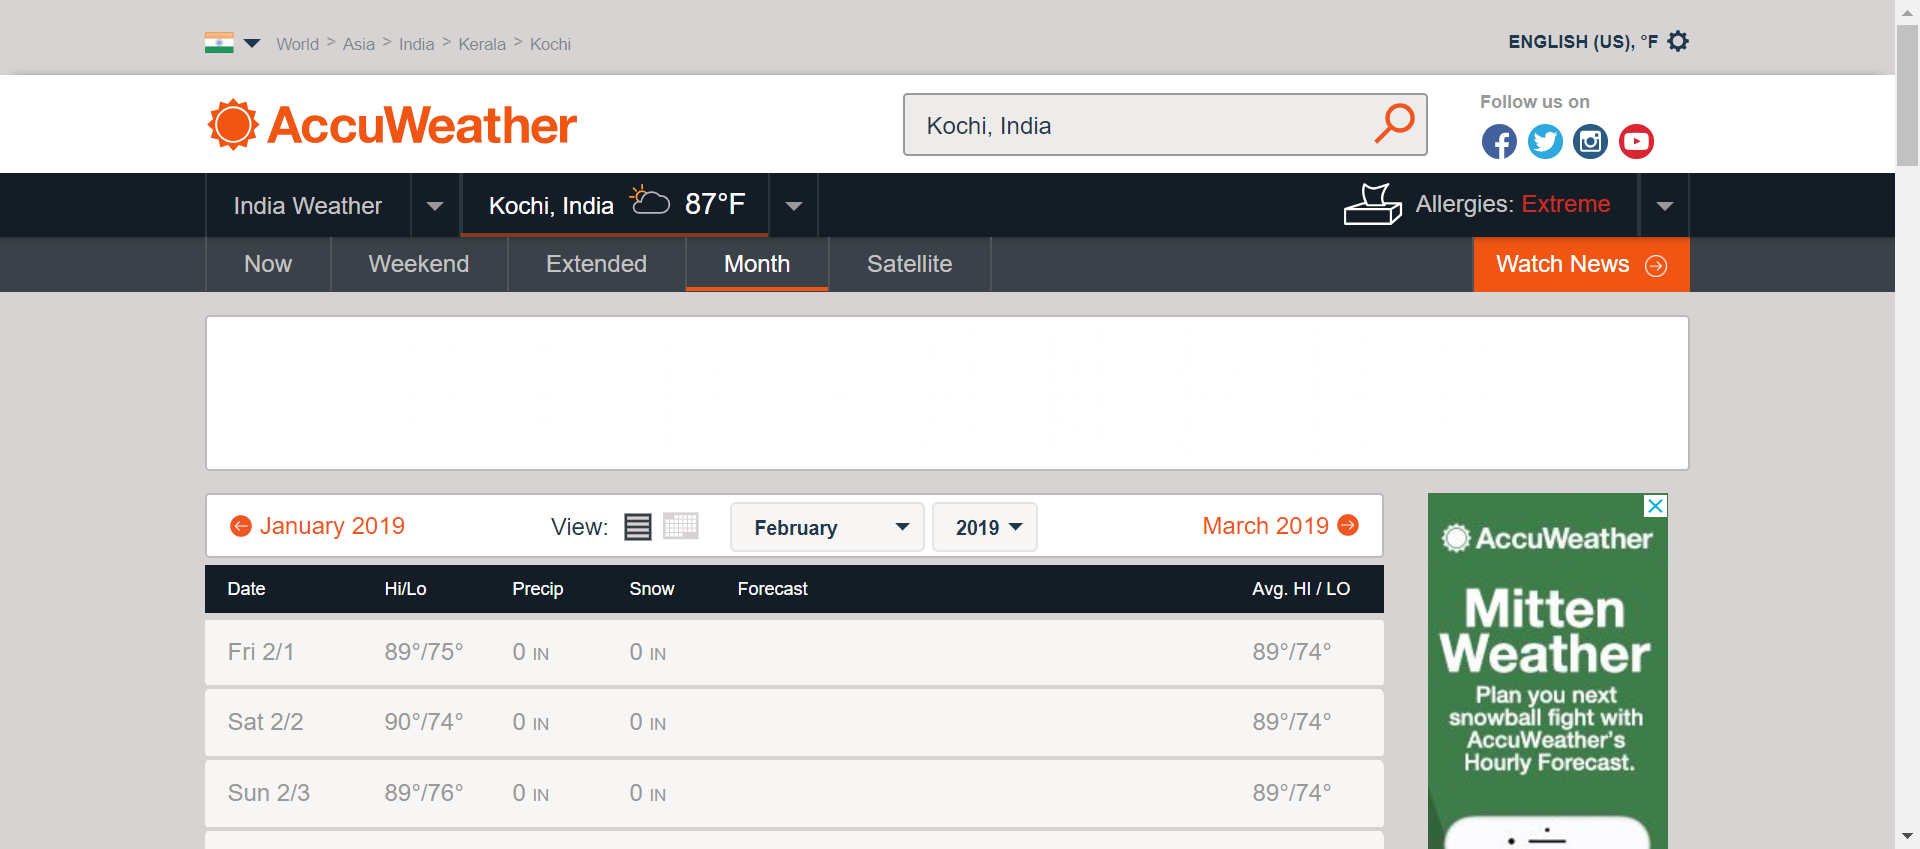 World > Asia > India > Kerala > Kochi
ENGLISH (US), °F
AccuWeather
Kochi, India
Follow us on
India Weather
Kochi, India 87°F
Allergies: Extreme
Now Weekend Extended Month Satellite
Watch News
January 2019 View: February 2019 March 2019
Date Hi/Lo Precip Snow Forecast Avg. HI / LO
Fri 2/1 89°/75° 0 IN 0 IN 89°/74°
Sat 2/2 90°/74° 0 IN 0 IN 89°/74°
Sun 2/3 89°/76° 0 IN 0 IN 89°/74°
AccuWeather
Mitten
Weather
Plan you next
snowball fight with
AccuWeather's
Hourly Forecast.